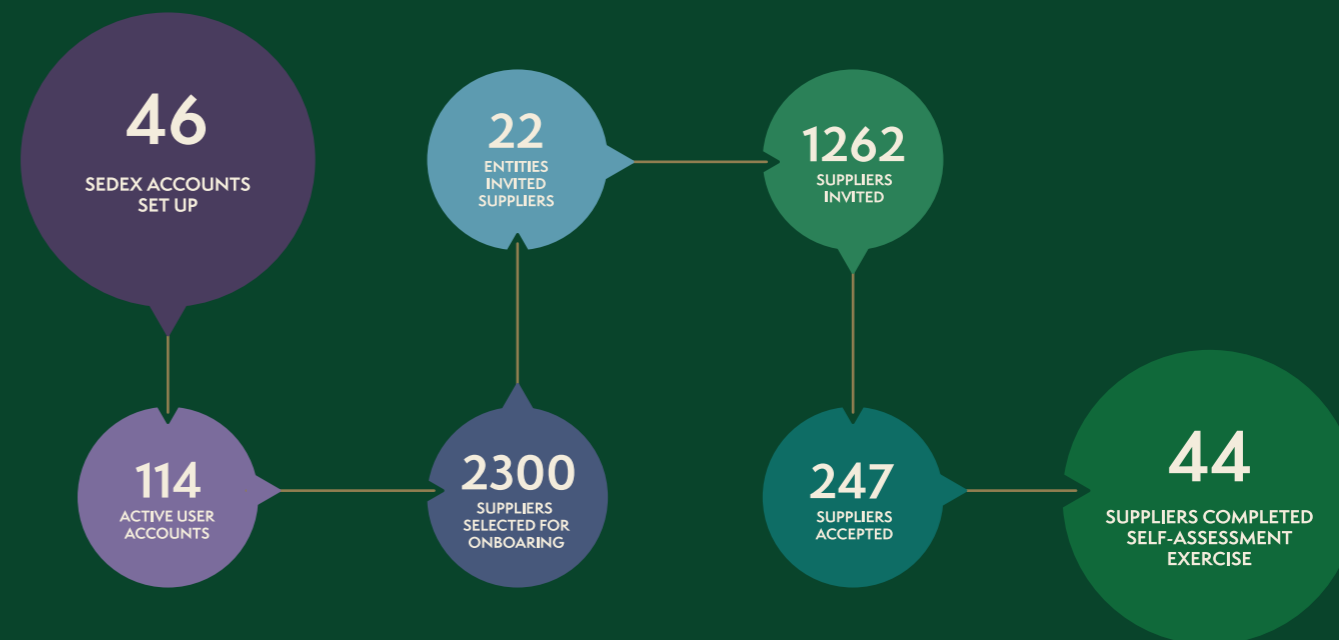 46
SEDEX ACCOUNTS
SET UP
114
ACTIVE USER
ACCOUNTS
2300
SUPPLIERS
SELECTED FOR
ONBOARING
22
ENTITIES
INVITED
SUPPLIERS
1262
SUPPLIERS
INVITED
247
SUPPLIERS
ACCEPTED
44
SUPPLIERS COMPLETED
SELF-ASSESSMENT
EXERCISE